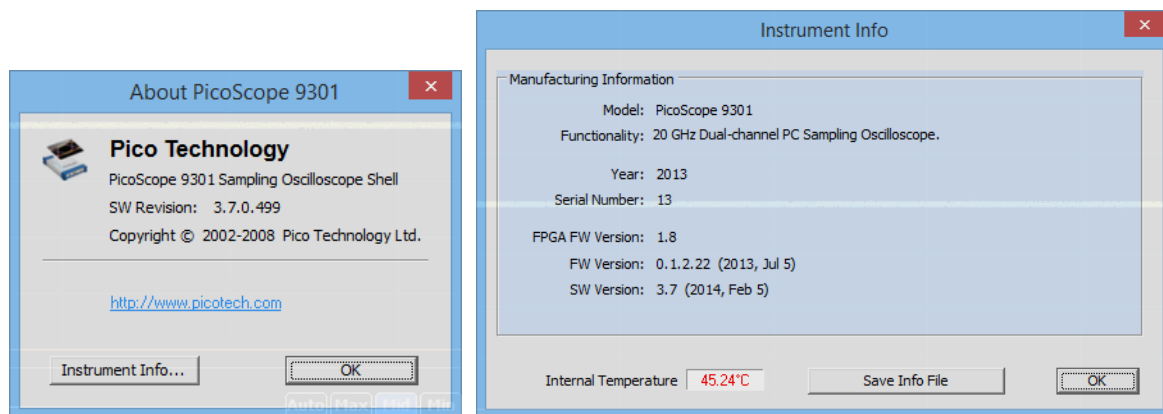 About PicoScope 9301
Pico Technology
PicoScope 9301 Sampling Oscilloscope Shell
SW Revision: 3.7.0.499
Copyright © 2002-2008 Pico Technology Ltd.
http://www.picotech.com
Instrument Info...
OK
Auto Max Mid Min
Instrument Info
Manufacturing Information
Model: PicoScope 9301
Functionality: 20 GHz Dual-channel PC Sampling Oscilloscope.
Year: 2013
Serial Number: 13
FPGA FW Version: 1.8
FW Version: 0.1.2.22 (2013, Jul 5)
SW Version: 3.7 (2014, Feb 5)
Internal Temperature 45.24°C
Save Info File
OK